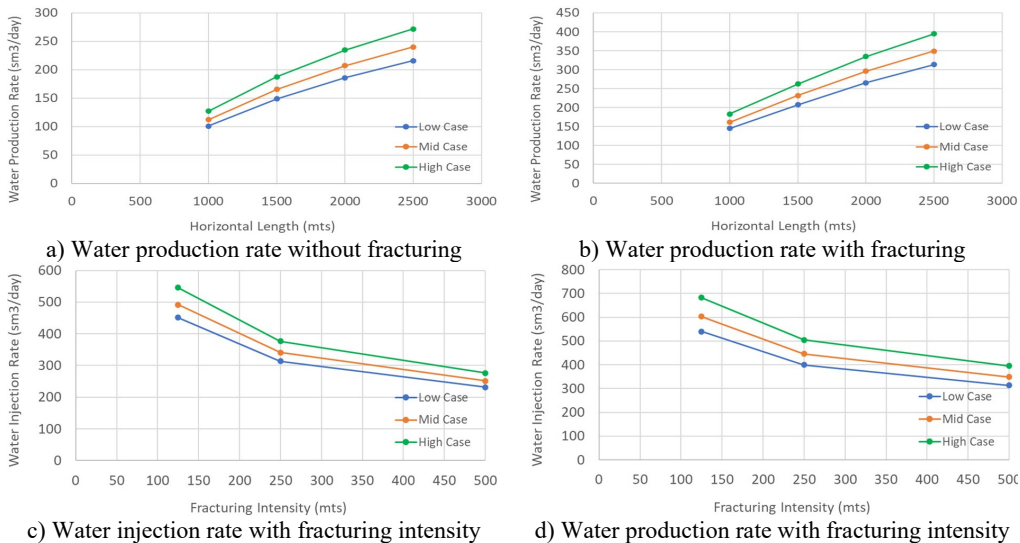 Water Production Rate (sm3/day)
300
250
200
150
100
50
0
0 500 1000 1500 2000 2500 3000
Horizontal Length (mts)
Low Case
Mid Case
High Case
a) Water production rate without fracturing
Water Production Rate (sm3/day)
450
400
350
300
250
200
150
100
50
0
0 500 1000 1500 2000 2500 3000
Horizontal Length (mts)
Low Case
Mid Case
High Case
b) Water production rate with fracturing
Water Injection Rate (sm3/day)
600
500
400
300
200
100
0
0 50 100 150 200 250 300 350 400 450 500
Fracturing Intensity (mts)
Low Case
Mid Case
High Case
c) Water injection rate with fracturing intensity
Water Injection Rate (sm3/day)
800
700
600
500
400
300
200
100
0
0 50 100 150 200 250 300 350 400 450 500
Fracturing Intensity (mts)
Low Case
Mid Case
High Case
d) Water production rate with fracturing intensity